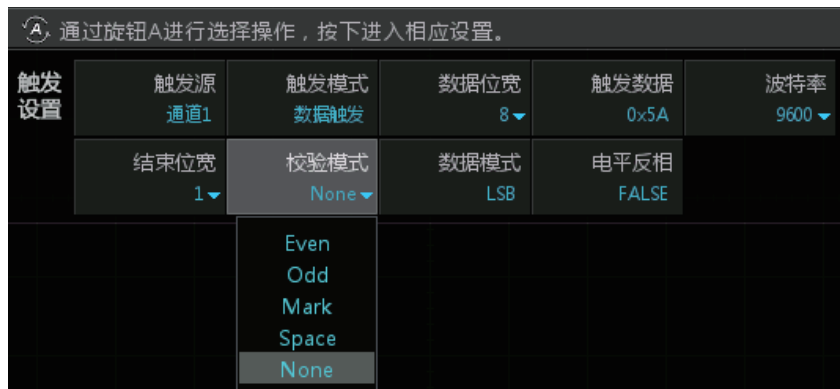 A 通过旋钮A进行选择操作，按下进入相应设置。
触发设置
触发源 触发模式 数据位宽 触发数据 波特率
通道1 数据触发 8 0x5A 9600
结束位宽 校验模式 数据模式 电平反相
1 None LSB FALSE
Even
Odd
Mark
Space
None